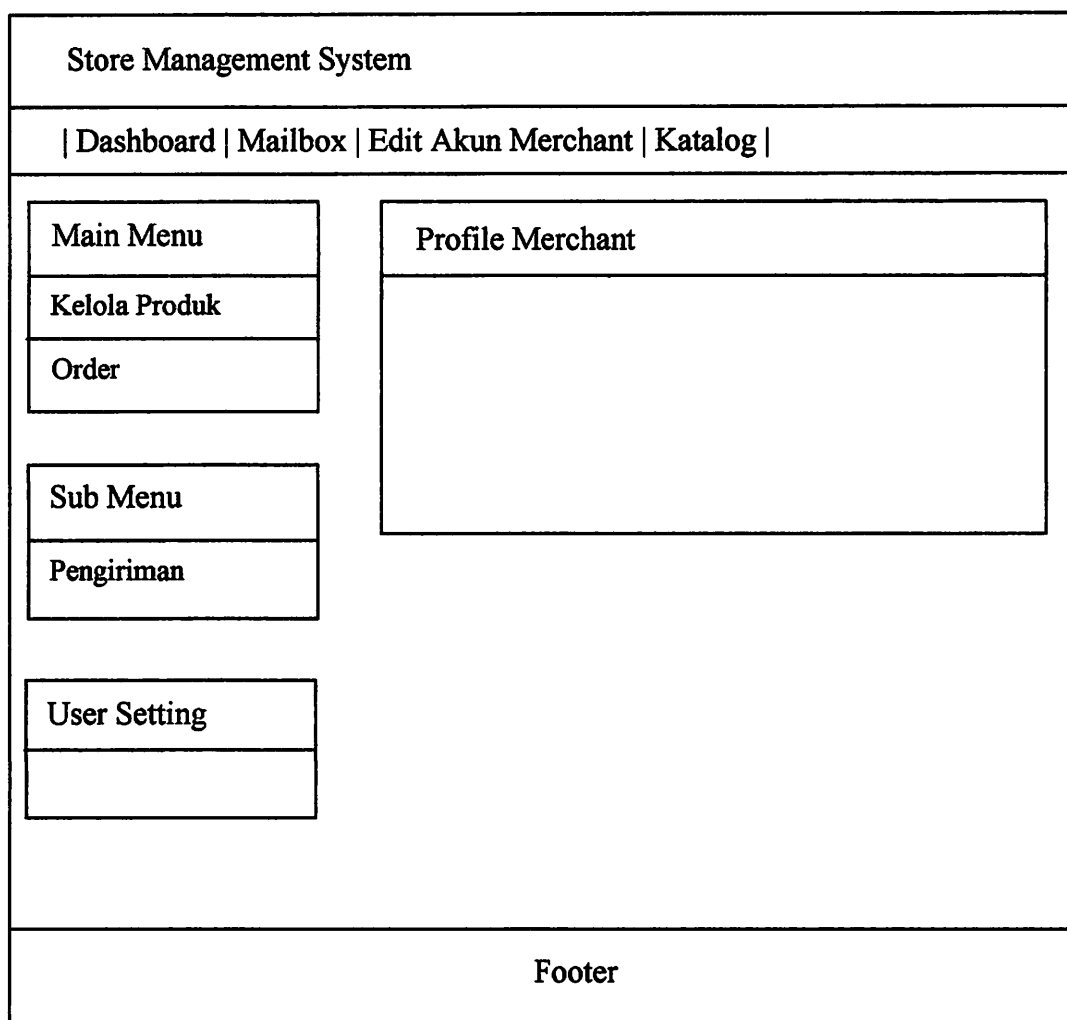 Store Management System
| Dashboard | Mailbox | Edit Akun Merchant | Katalog |
Main Menu
Kelola Produk
Order
Sub Menu
Pengiriman
User Setting
Profile Merchant
Footer